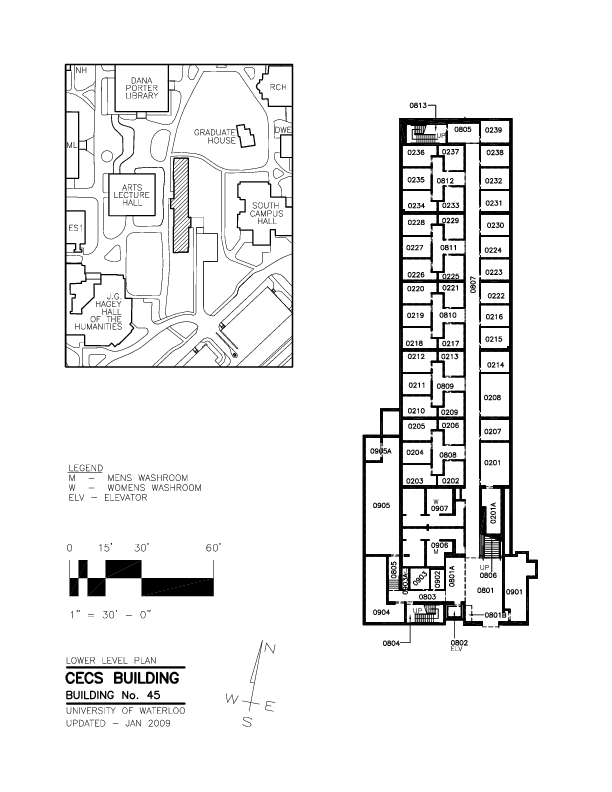 NH
DANA
PORTER
LIBRARY
RCH
GRADUATE
HOUSE
DWE
ML
ARTS
LECTURE
HALL
SOUTH
CAMPUS
HALL
ES1
J.G.
HAGEY
HALL
OF THE
HUMANITIES
LEGEND
M – MENS WASHROOM
W – WOMENS WASHROOM
ELV – ELEVATOR
0 15' 30' 60'
1" = 30' – 0"
LOWER LEVEL PLAN
CECS BUILDING
BUILDING No. 45
UNIVERSITY OF WATERLOO
UPDATED – JAN 2009
N
W E
S
0813
UP 0805 0239
0236 0237 0238
0235 0812 0232
0234 0233 0231
0228 0229 0230
0227 0811 0224
0226 0225 0223
0807
0220 0221 0222
0219 0810 0216
0218 0217 0215
0212 0213 0214
0211 0809
0208
0210 0209
0205 0206 0207
0905A 0204 0808 0201
0203 0202
0905
W
0907
0201A
0906
M
UP
0806
0805 0903 0902 0801A 0801 0901
0803
0904 UP 0801B
0804 0802
ELV